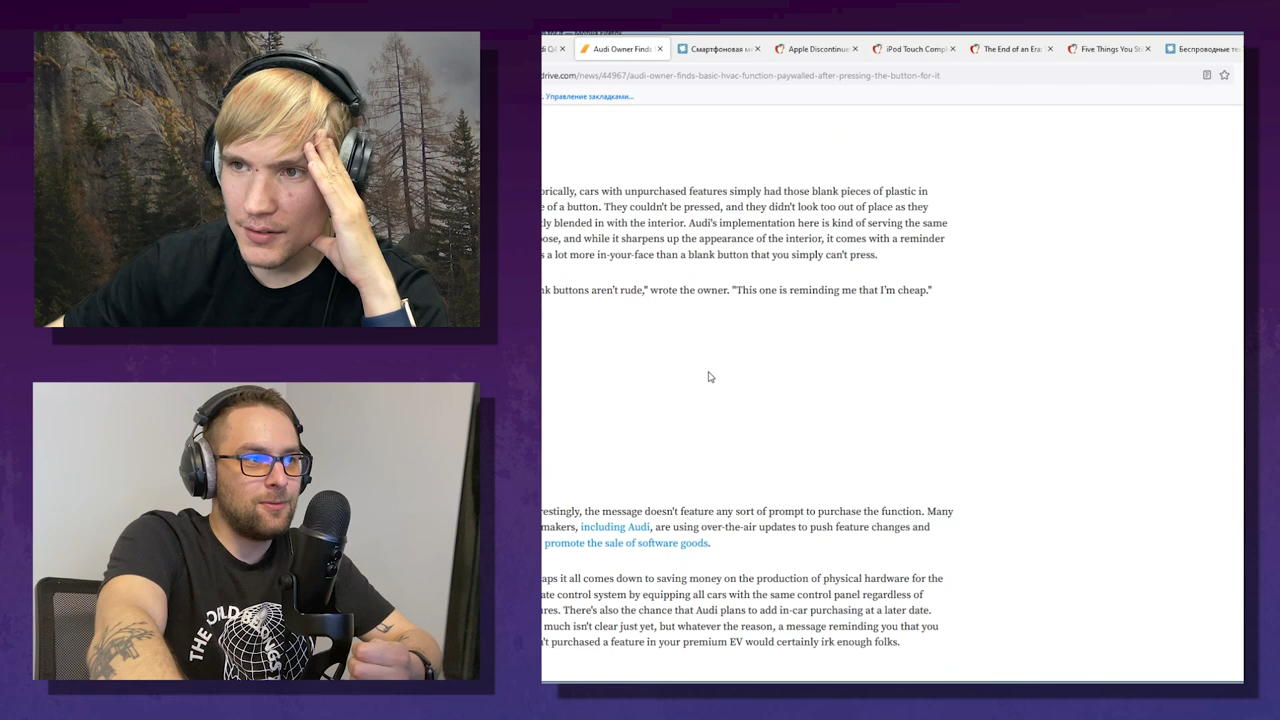 di Q4
Audi Owner Finds
Смартфоновая м
Apple Discontinue
iPod Touch Compl
The End of an Era:
Five Things You St
Беспроводные те
drive.com/news/44967/audi-owner-finds-basic-hvac-function-paywalled-after-pressing-the-button-for-it
Управление закладками...
orically, cars with unpurchased features simply had those blank pieces of plastic in
e of a button. They couldn't be pressed, and they didn't look too out of place as they
tly blended in with the interior. Audi's implementation here is kind of serving the same
ose, and while it sharpens up the appearance of the interior, it comes with a reminder
s a lot more in-your-face than a blank button that you simply can't press.
nk buttons aren't rude," wrote the owner. "This one is reminding me that I'm cheap."
restingly, the message doesn't feature any sort of prompt to purchase the function. Many
makers, including Audi, are using over-the-air updates to push feature changes and
promote the sale of software goods.
aps it all comes down to saving money on the production of physical hardware for the
ate control system by equipping all cars with the same control panel regardless of
ures. There's also the chance that Audi plans to add in-car purchasing at a later date.
much isn't clear just yet, but whatever the reason, a message reminding you that you
n't purchased a feature in your premium EV would certainly irk enough folks.
THE WORLD BELONGS T